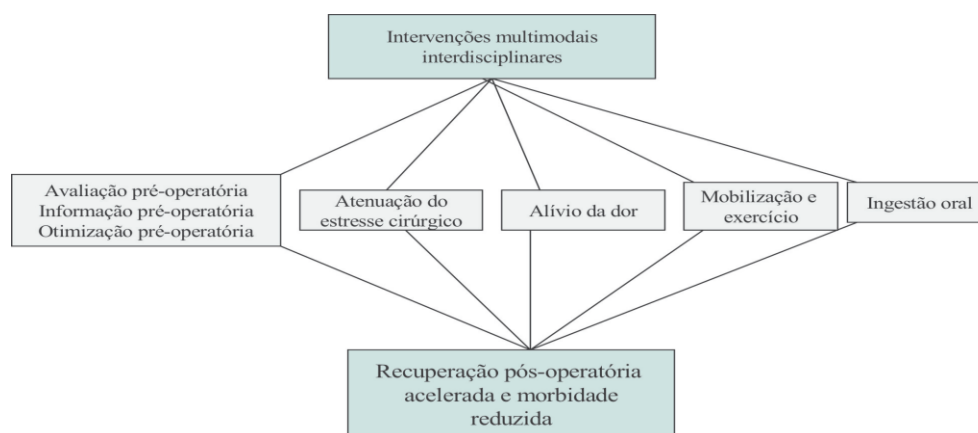 Intervenções multimodais
interdisciplinares
Avaliação pré-operatória
Informação pré-operatória
Otimização pré-operatória
Atenuação do
estresse cirúrgico
Alívio da dor
Mobilização e
exercício
Ingestão oral
Recuperação pós-operatória
acelerada e morbidade
reduzida